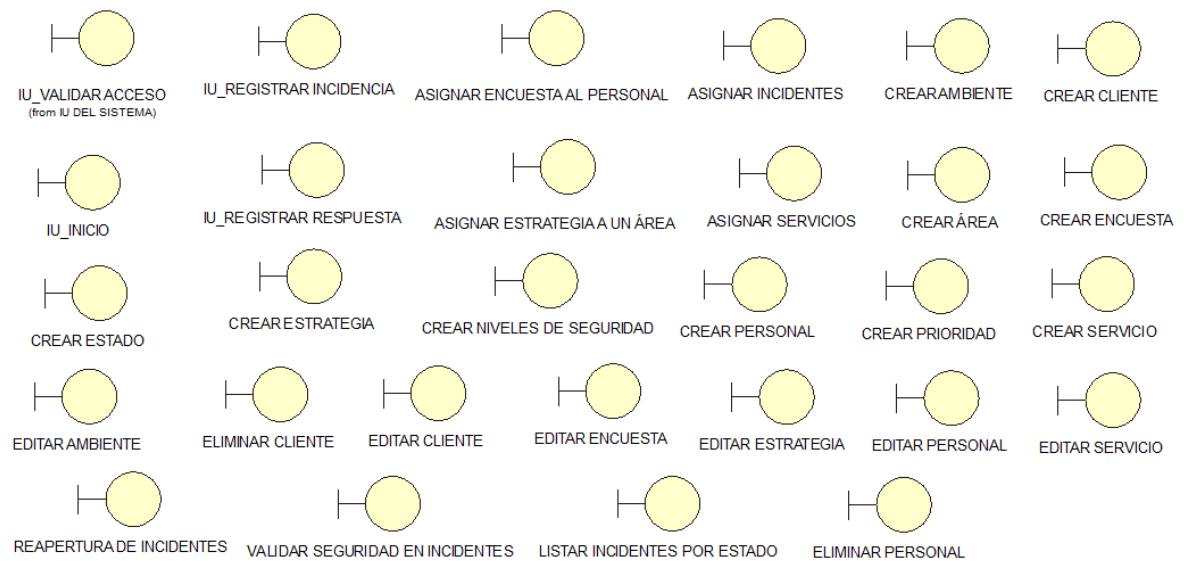 IU_VALIDAR ACCESO
(from IU DEL SISTEMA)
IU_REGISTRAR INCIDENCIA
ASIGNAR ENCUESTA AL PERSONAL
ASIGNAR INCIDENTES
CREAR AMBIENTE
CREAR CLIENTE
IU_INICIO
IU_REGISTRAR RESPUESTA
ASIGNAR ESTRATEGIA A UN ÁREA
ASIGNAR SERVICIOS
CREAR ÁREA
CREAR ENCUESTA
CREAR ESTADO
CREAR ESTRATEGIA
CREAR NIVELES DE SEGURIDAD
CREAR PERSONAL
CREAR PRIORIDAD
CREAR SERVICIO
EDITAR AMBIENTE
ELIMINAR CLIENTE
EDITAR CLIENTE
EDITAR ENCUESTA
EDITAR ESTRATEGIA
EDITAR PERSONAL
EDITAR SERVICIO
REAPERTURA DE INCIDENTES
VALIDAR SEGURIDAD EN INCIDENTES
LISTAR INCIDENTES POR ESTADO
ELIMINAR PERSONAL